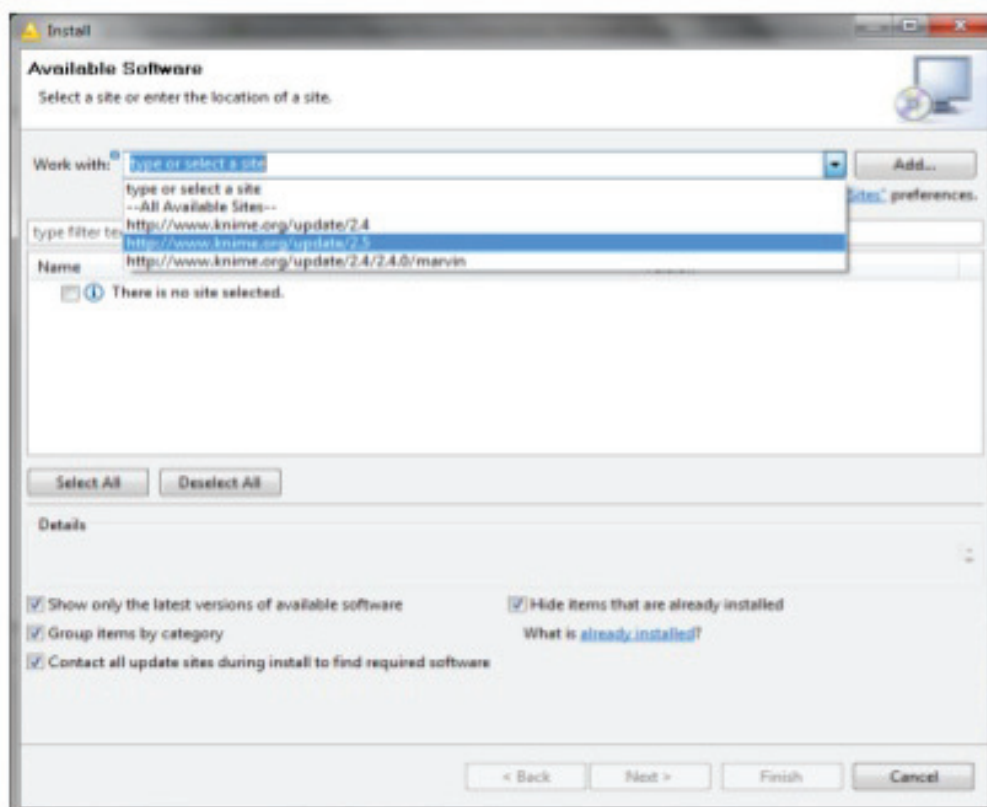 Install
Available Software
Select a site or enter the location of a site.
Work with: type or select a site Add...
type or select a site
--All Available Sites--
Sites" preferences.
http://www.knime.org/update/2.4
type filter te
http://www.knime.org/update/2.5
http://www.knime.org/update/2.4/2.4.0/marvin
Name
There is no site selected.
Select All Deselect All
Details
Show only the latest versions of available software Hide items that are already installed
Group items by category What is already installed?
Contact all update sites during install to find required software
< Back Next > Finish Cancel